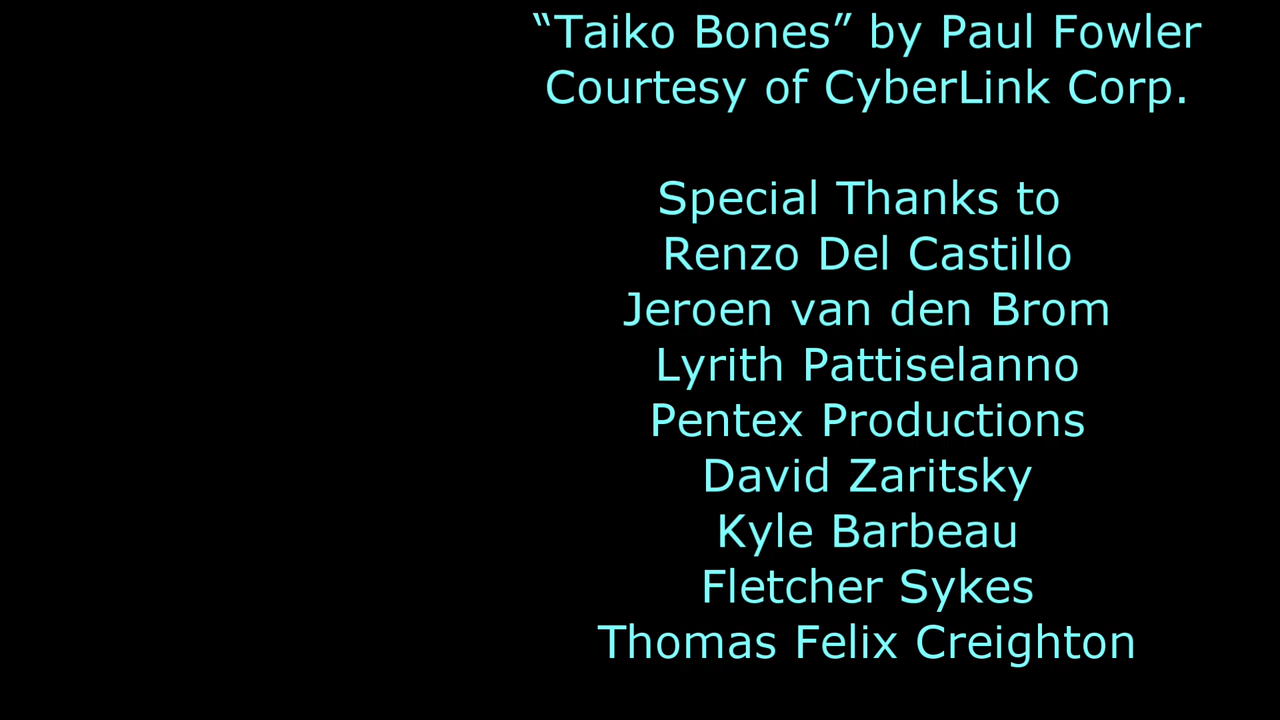 “Taiko Bones” by Paul Fowler
Courtesy of CyberLink Corp.
Special Thanks to
Renzo Del Castillo
Jeroen van den Brom
Lyrith Pattiselanno
Pentex Productions
David Zaritsky
Kyle Barbeau
Fletcher Sykes
Thomas Felix Creighton